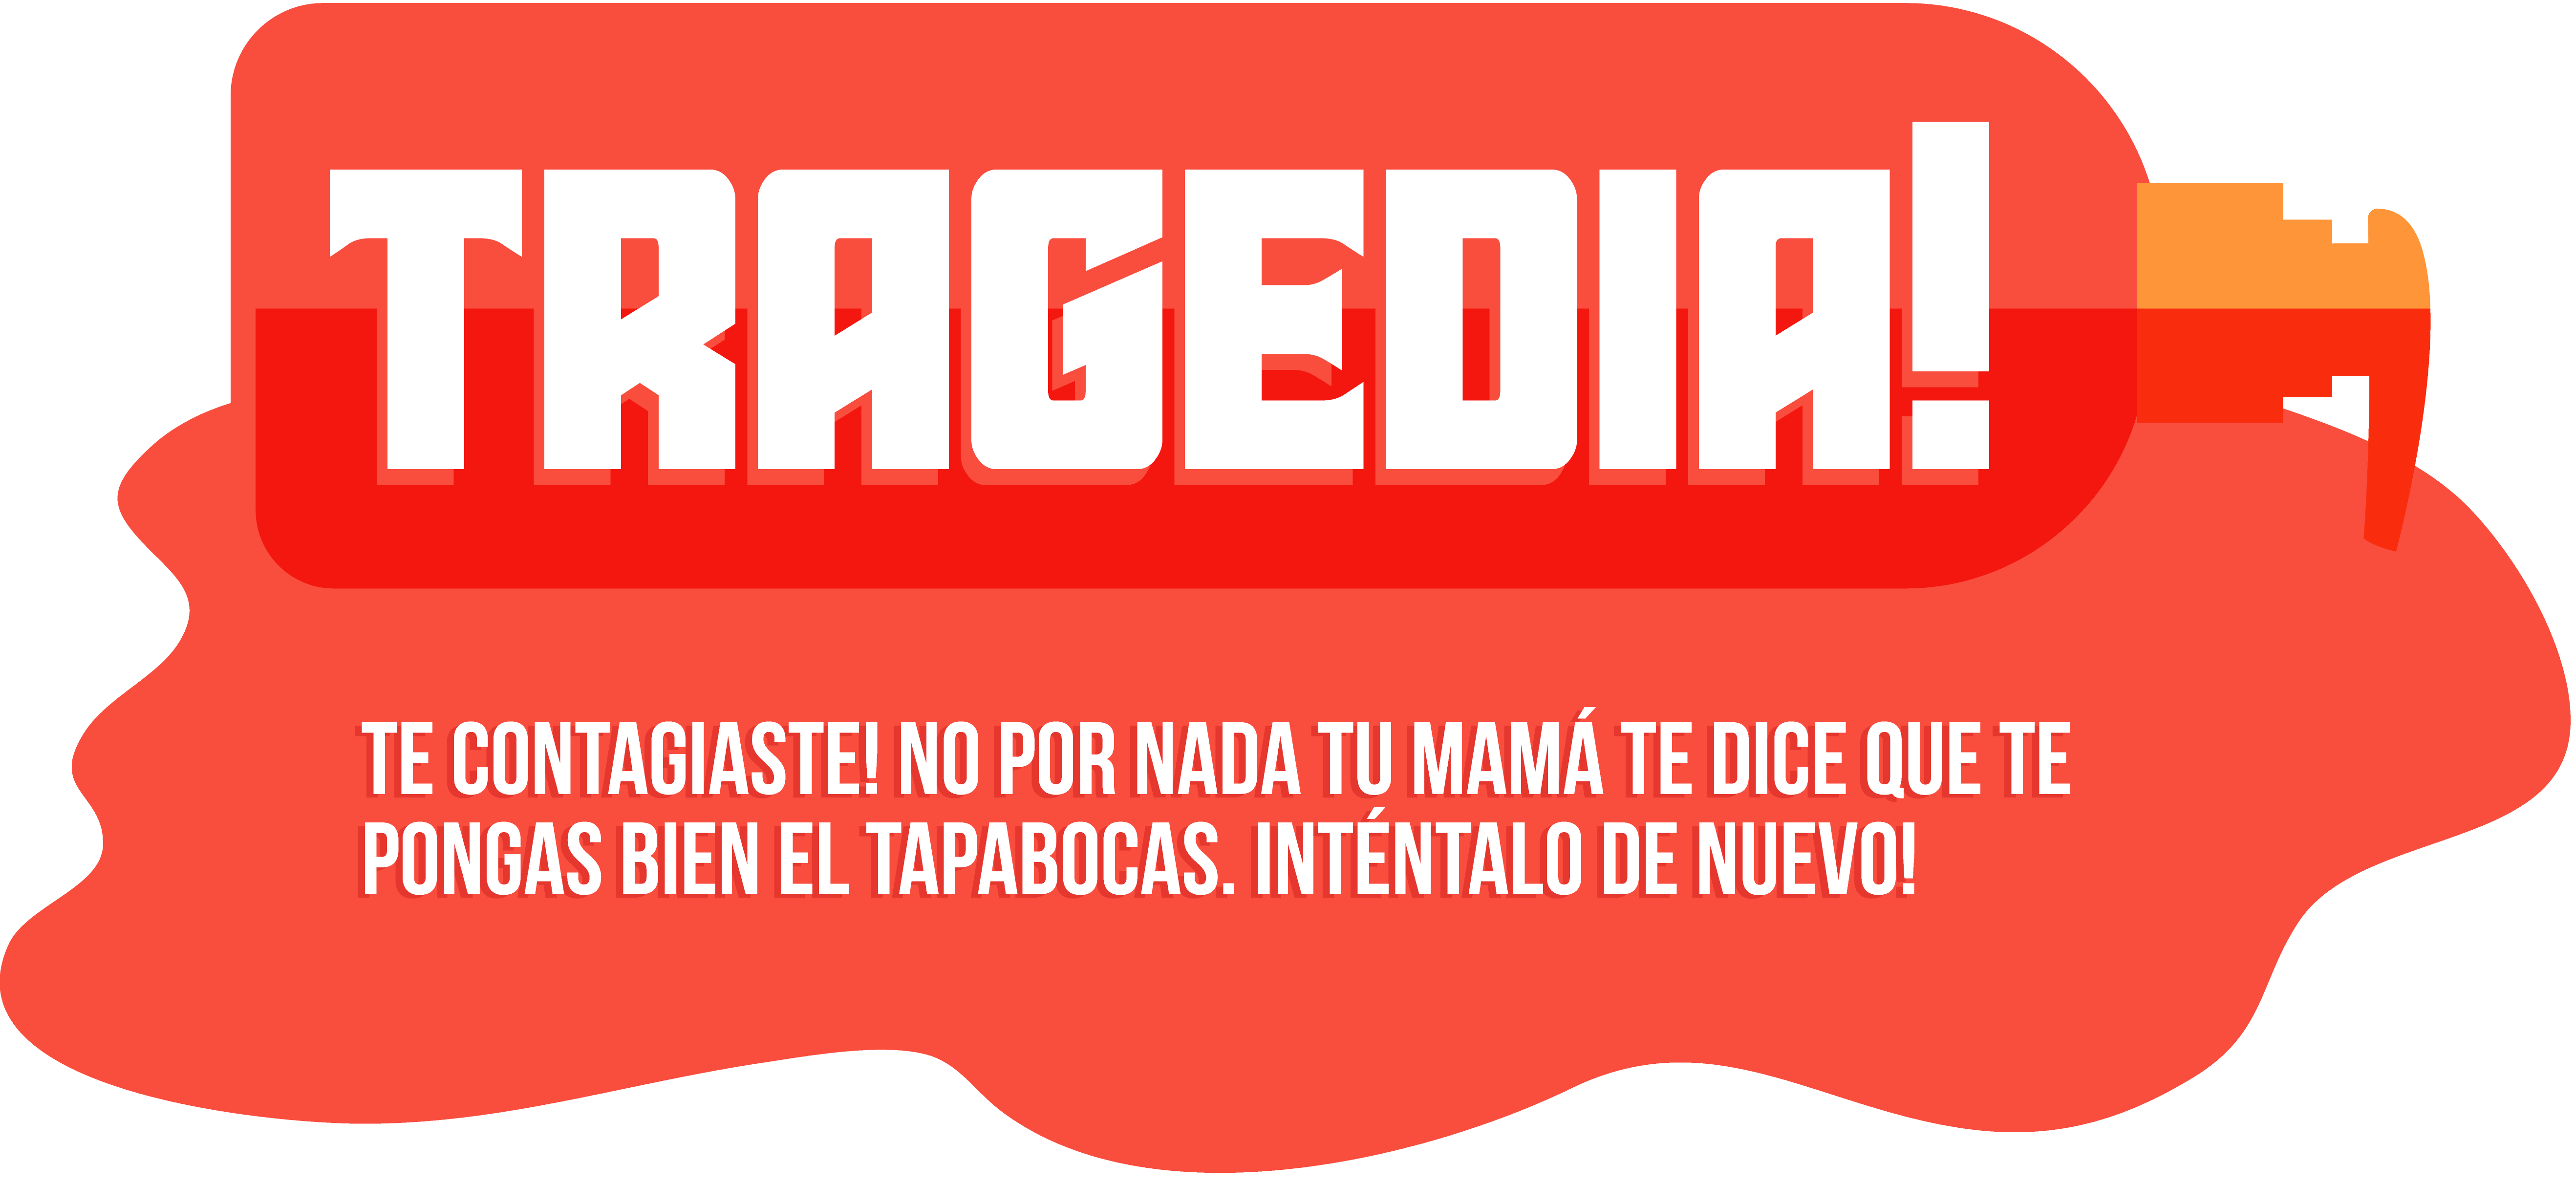 TRAGEDIA!
TE CONTAGIASTE! NO POR NADA TU MAMÁ TE DICE QUE TE
PONGAS BIEN EL TAPABOCAS. INTÉNTALO DE NUEVO!